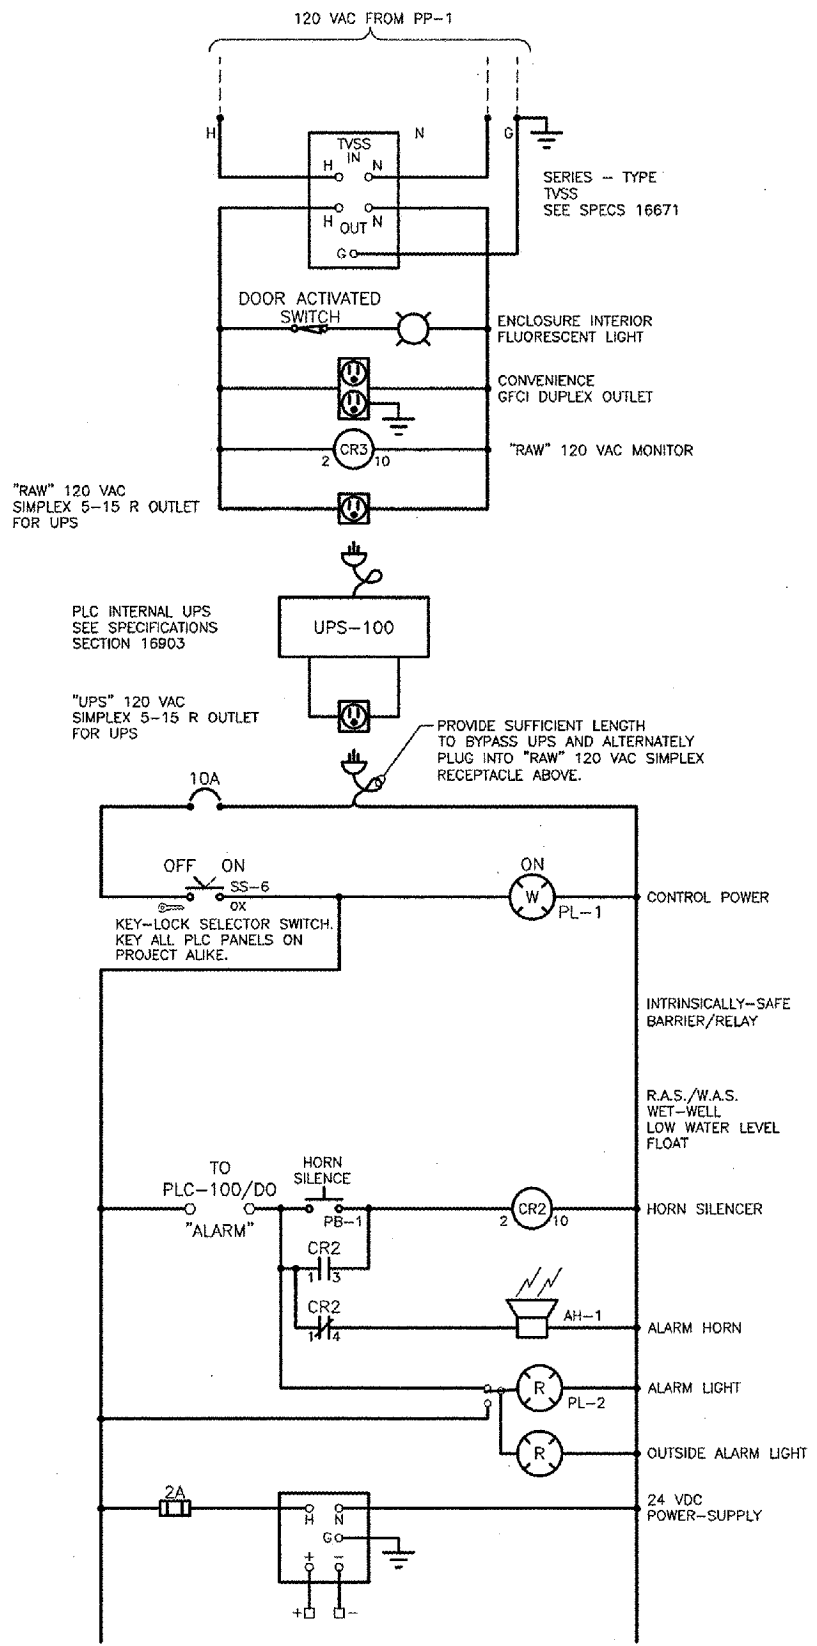 120 VAC FROM PP-1
H
N
G
TVSS
IN
H
N
H
N
OUT
G
SERIES - TYPE
TVSS
SEE SPECS 16671
DOOR ACTIVATED
SWITCH
ENCLOSURE INTERIOR
FLUORESCENT LIGHT
CONVENIENCE
GFCI DUPLEX OUTLET
CR3
2
10
"RAW" 120 VAC MONITOR
"RAW" 120 VAC
SIMPLEX 5-15 R OUTLET
FOR UPS
PLC INTERNAL UPS
SEE SPECIFICATIONS
SECTION 16903
UPS-100
"UPS" 120 VAC
SIMPLEX 5-15 R OUTLET
FOR UPS
PROVIDE SUFFICIENT LENGTH
TO BYPASS UPS AND ALTERNATELY
PLUG INTO "RAW" 120 VAC SIMPLEX
RECEPTACLE ABOVE.
10A
OFF
ON
SS-6
OX
KEY-LOCK SELECTOR SWITCH.
KEY ALL PLC PANELS ON
PROJECT ALIKE.
ON
W
PL-1
CONTROL POWER
INTRINSICALLY-SAFE
BARRIER/RELAY
R.A.S./W.A.S.
WET-WELL
LOW WATER LEVEL
FLOAT
TO
PLC-100/DO
"ALARM"
HORN
SILENCE
PB-1
CR2
2
10
HORN SILENCER
CR2
1
3
CR2
1
4
AH-1
ALARM HORN
R
PL-2
ALARM LIGHT
R
OUTSIDE ALARM LIGHT
2A
H
N
G
+
-
+
-
24 VDC
POWER-SUPPLY